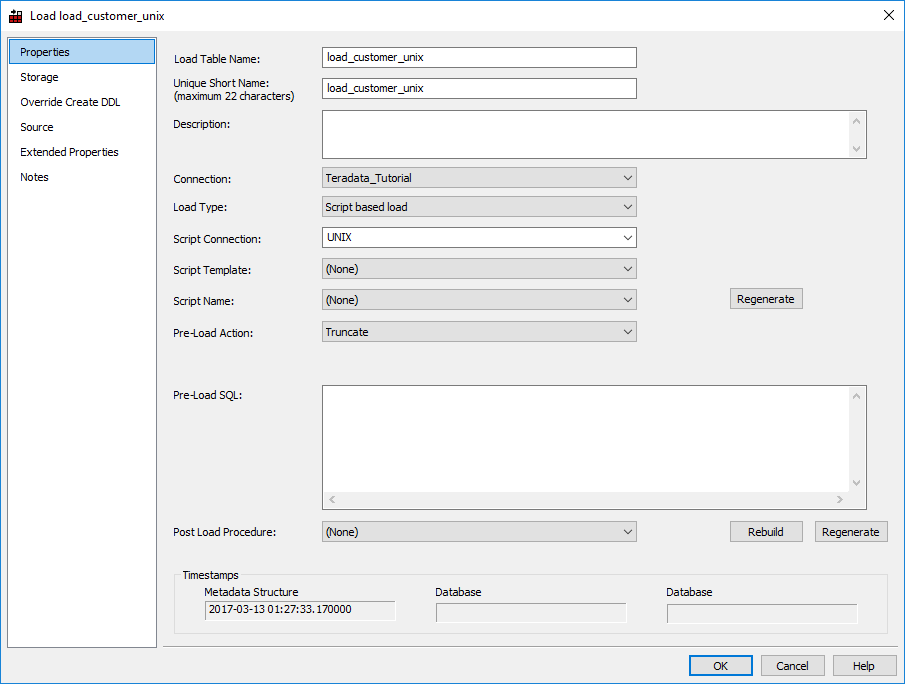 Load load_customer_unix
Properties
Storage
Override Create DDL
Source
Extended Properties
Notes
Load Table Name: load_customer_unix
Unique Short Name: load_customer_unix
(maximum 22 characters)
Description:
Connection: Teradata_Tutorial
Load Type: Script based load
Script Connection: UNIX
Script Template: (None)
Script Name: (None) Regenerate
Pre-Load Action: Truncate
Pre-Load SQL:
Post Load Procedure: (None) Rebuild Regenerate
Timestamps
Metadata Structure Database Database
2017-03-13 01:27:33.170000
OK Cancel Help